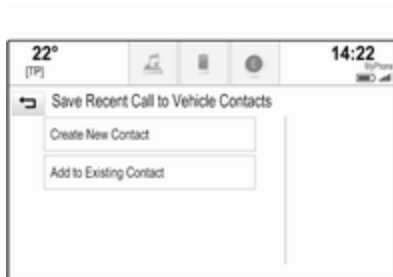 22°
14:22
[TP]
MyPhone
Save Recent Call to Vehicle Contacts
Create New Contact
Add to Existing Contact